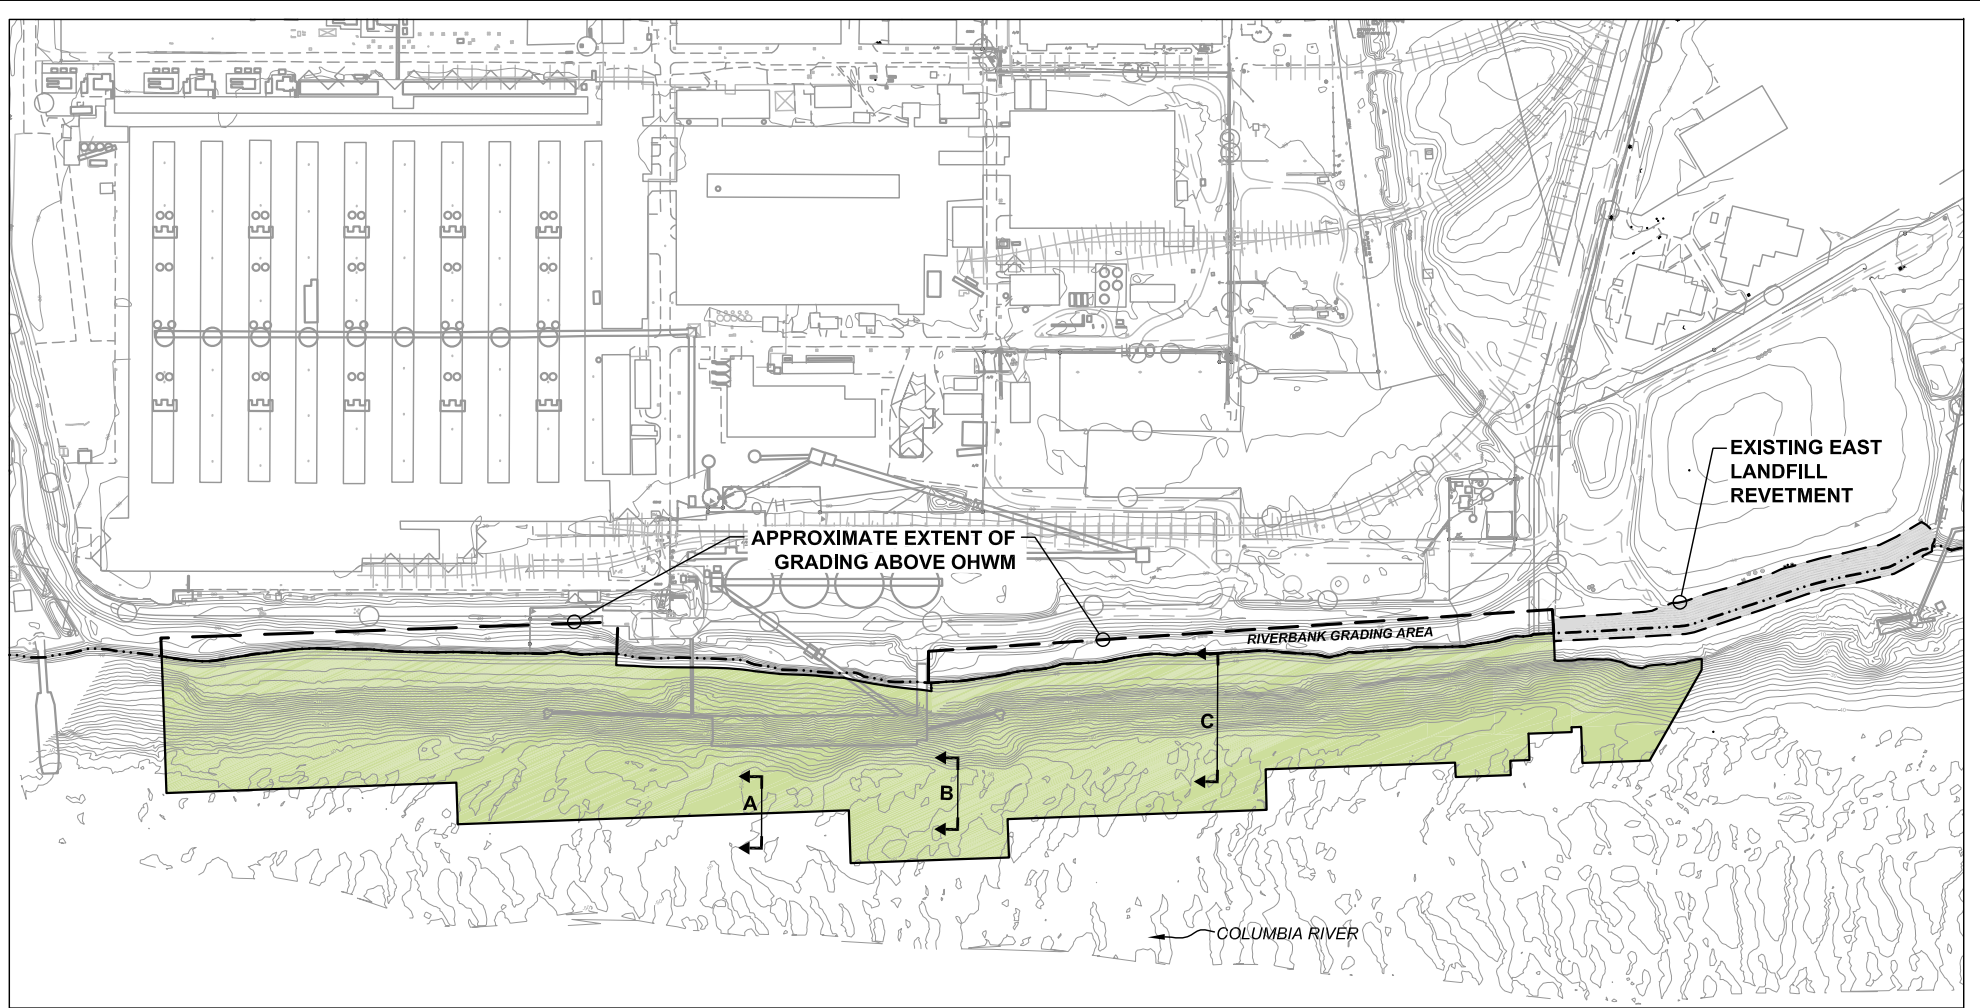 EXISTING EAST
LANDFILL
REVETMENT
APPROXIMATE EXTENT OF
GRADING ABOVE OHWM
RIVERBANK GRADING AREA
C
A
B
COLUMBIA RIVER